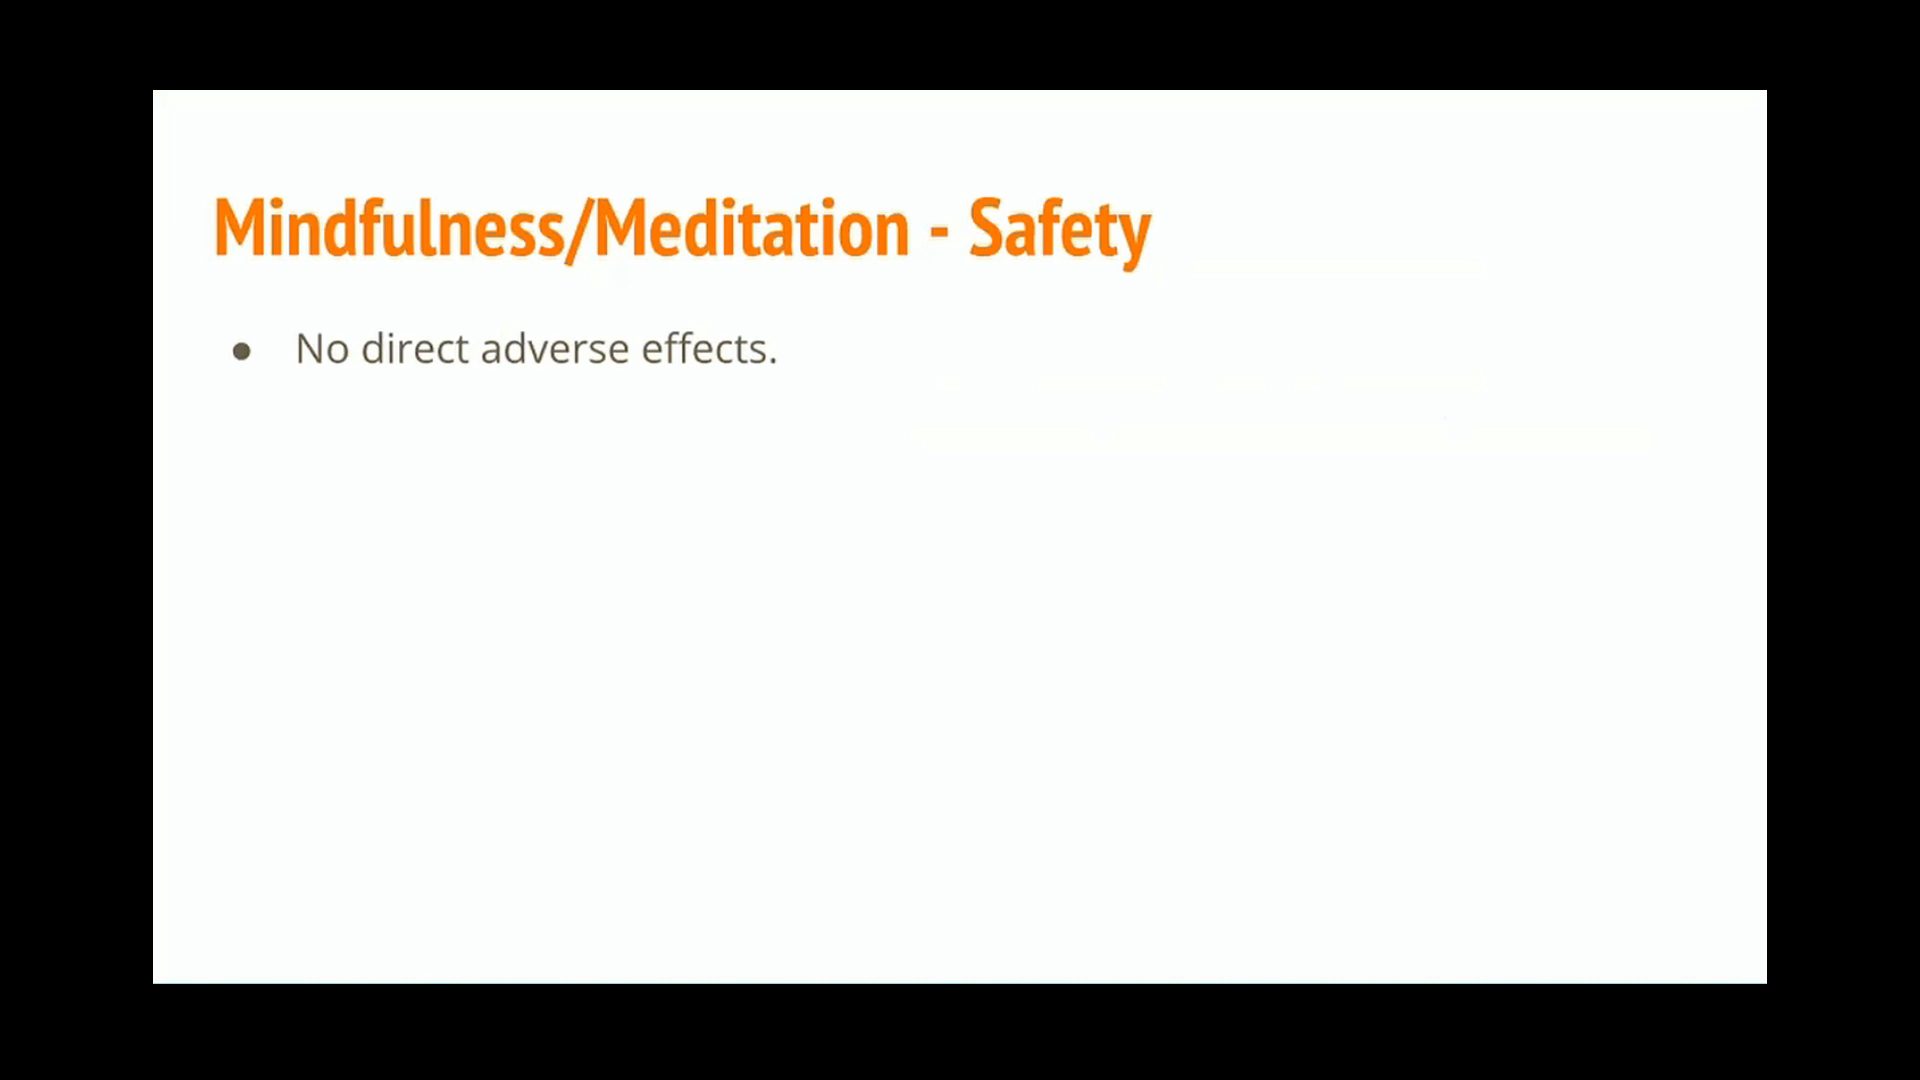 Mindfulness/Meditation - Safety
● No direct adverse effects.